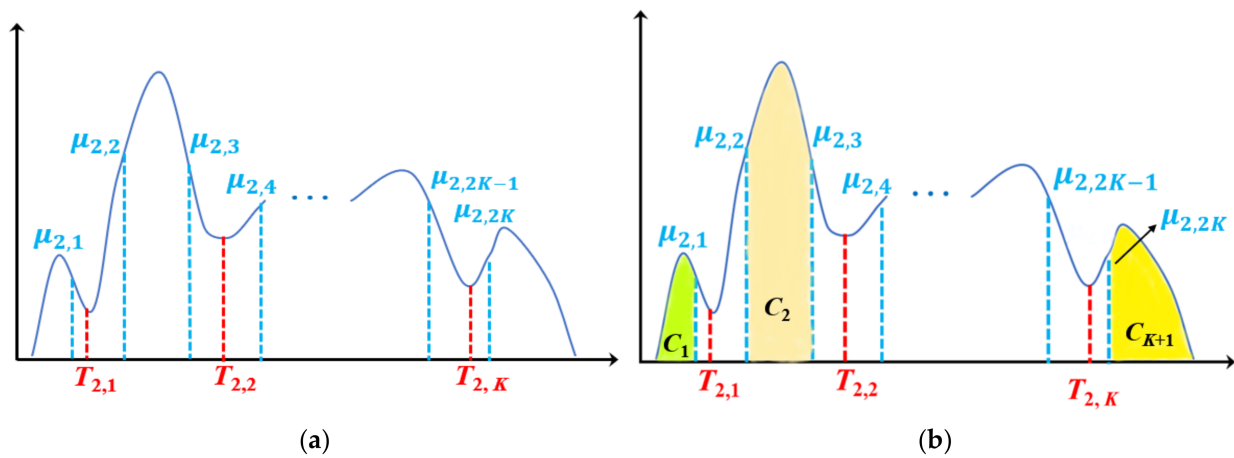 μ2,1
T2,1
μ2,2
μ2,3
T2,2
μ2,4
...
μ2,2K−1
T2, K
μ2,2K
(a)
C1
μ2,1
T2,1
μ2,2
C2
μ2,3
T2,2
μ2,4
...
μ2,2K−1
T2, K
μ2,2K
CK+1
(b)